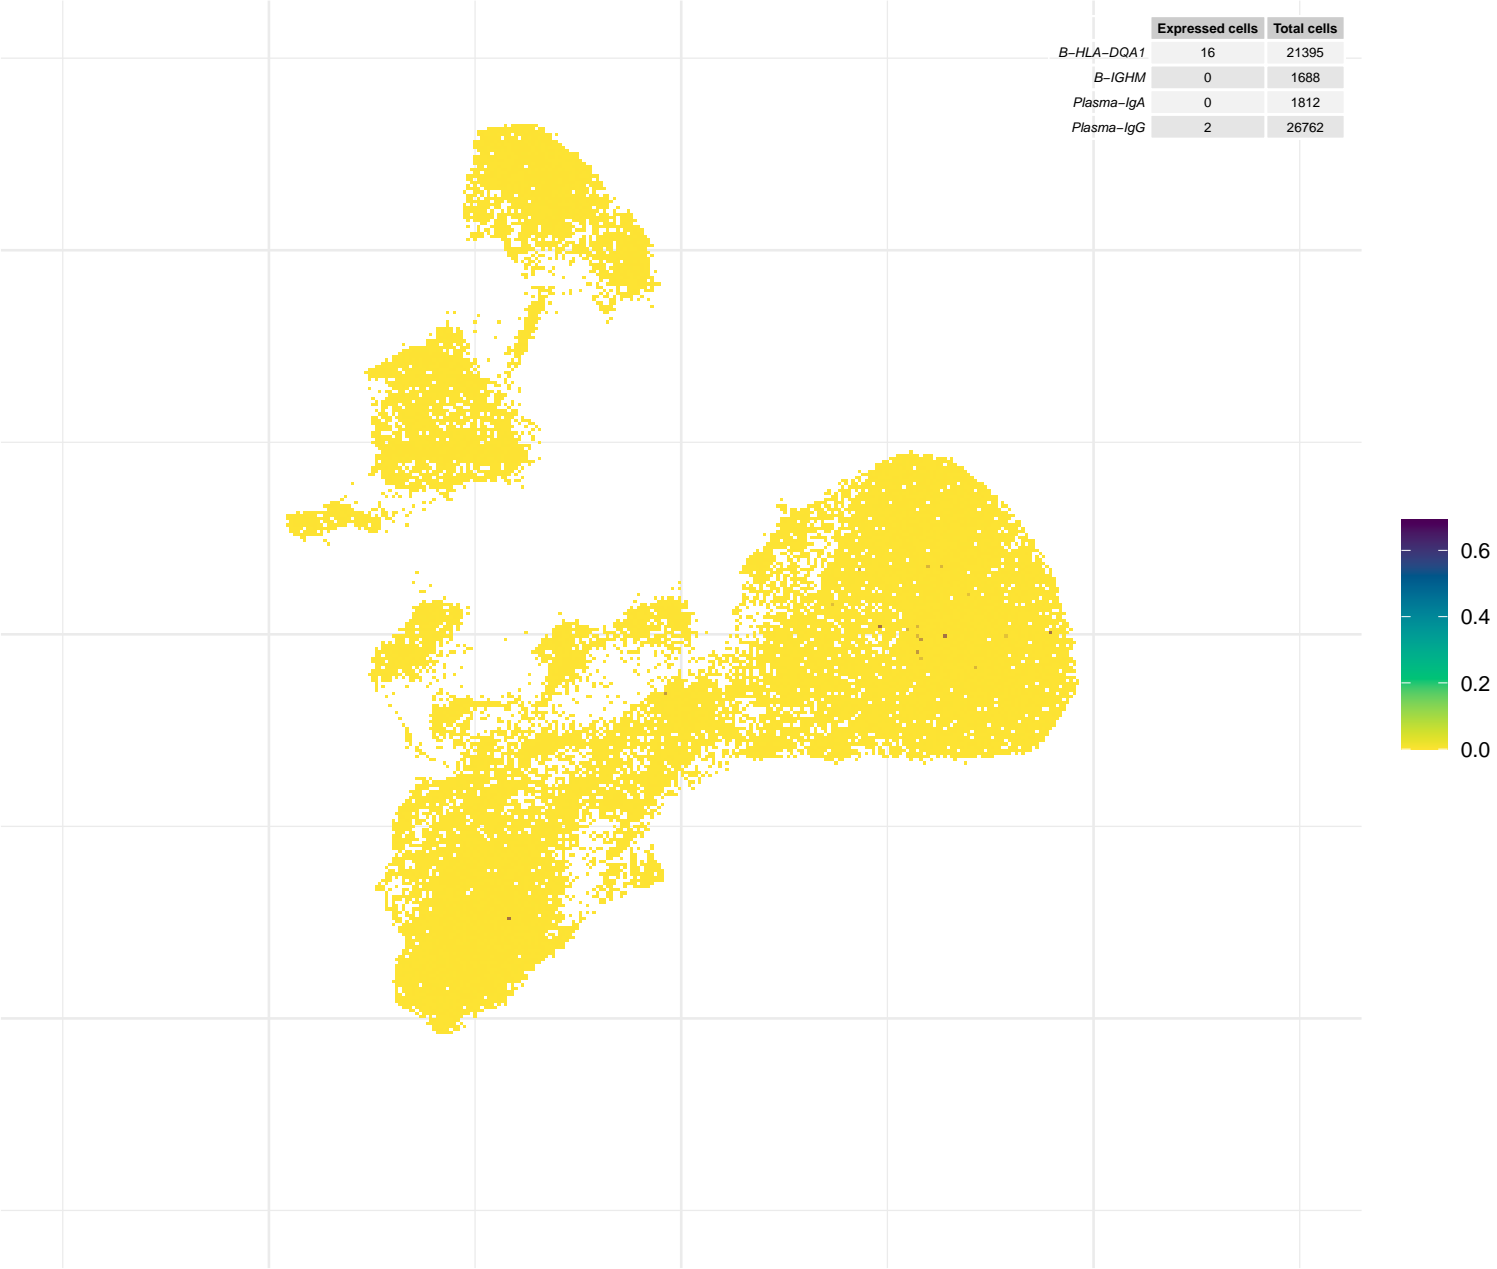 Expressed cells Total cells
B−HLA−DQA1 16 21395
B−IGHM 0 1688
Plasma−IgA 0 1812
Plasma−IgG 2 26762
0.6
0.4
0.2
0.0